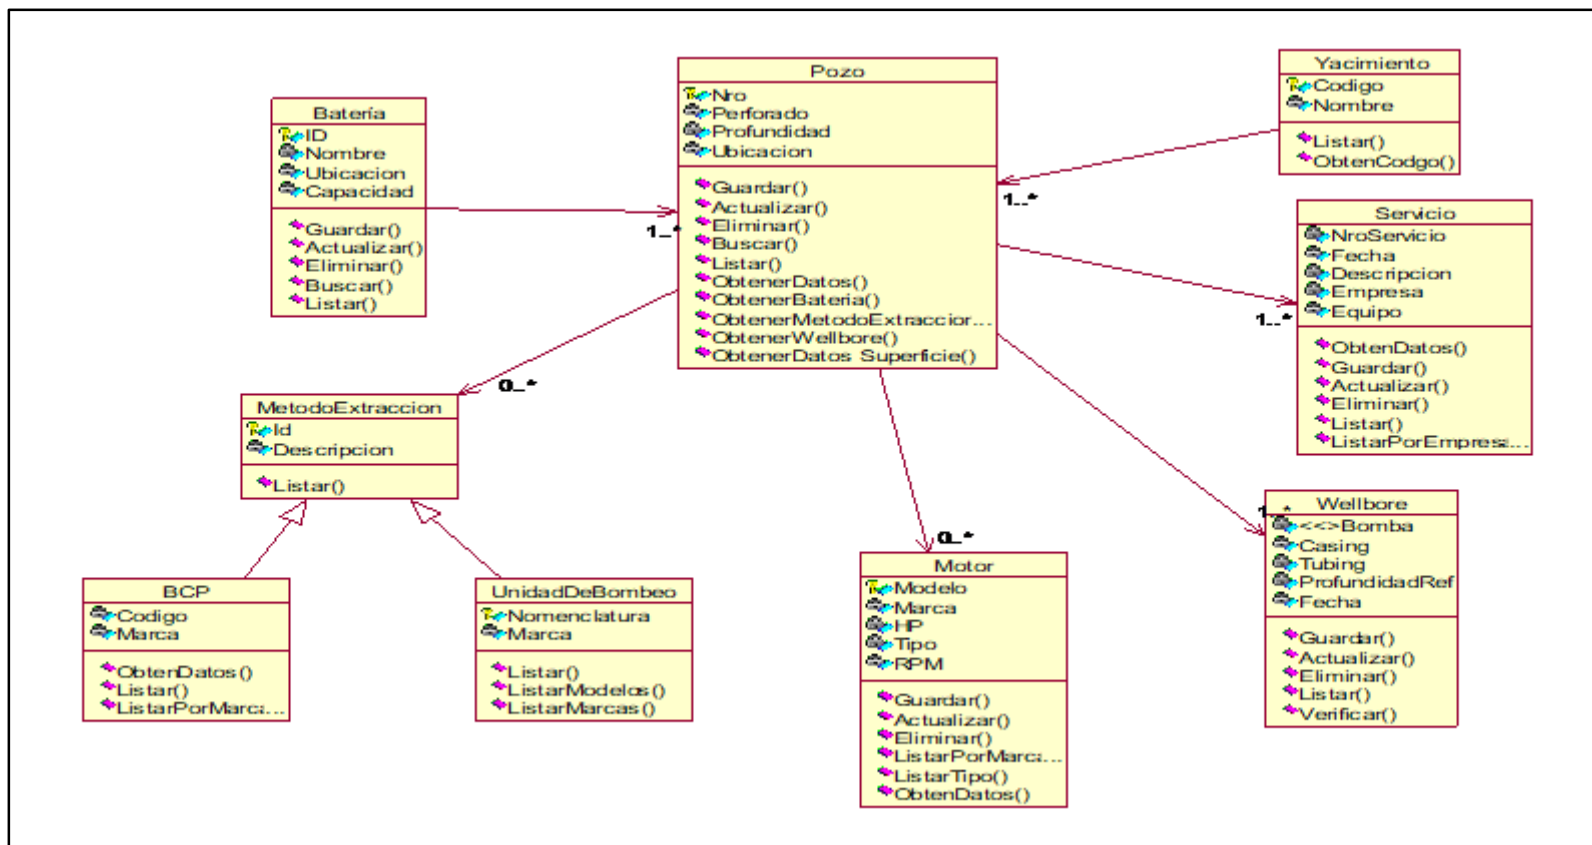 Pozo
Nro
Perforado
Profundidad
Ubicacion
Guardar()
Actualizar()
Eliminar()
Buscar()
Listar()
ObtenerDatos()
ObtenerBateria()
ObtenerMetodoExtraccior...
ObtenerWellbore()
ObtenerDatos Superficie()
Yacimiento
Codigo
Nombre
Listar()
ObtenCodgo()
1..*
Batería
ID
Nombre
Ubicacion
Capacidad
Guardar()
Actualizar()
Eliminar()
Buscar()
Listar()
1..*
Servicio
NroServicio
Fecha
Descripcion
Empresa
Equipo
ObtenDatos()
Guardar()
Actualizar()
Eliminar()
Listar()
ListarPorEmpresa...
1..*
0..*
MetodoExtraccion
Id
Descripcion
Listar()
Wellbore
1..*
<<>Bomba
Casing
Tubing
ProfundidadRef
Fecha
Guardar()
Actualizar()
Eliminar()
Listar()
Verificar()
0..*
Motor
Modelo
Marca
HP
Tipo
RPM
Guardar()
Actualizar()
Eliminar()
ListarPorMarca...
ListarTipo()
ObtenDatos()
BCP
Codigo
Marca
ObtenDatos()
Listar()
ListarPorMarca...
UnidadDeBombeo
Nomenclatura
Marca
Listar()
ListarModelos()
ListarMarcas()